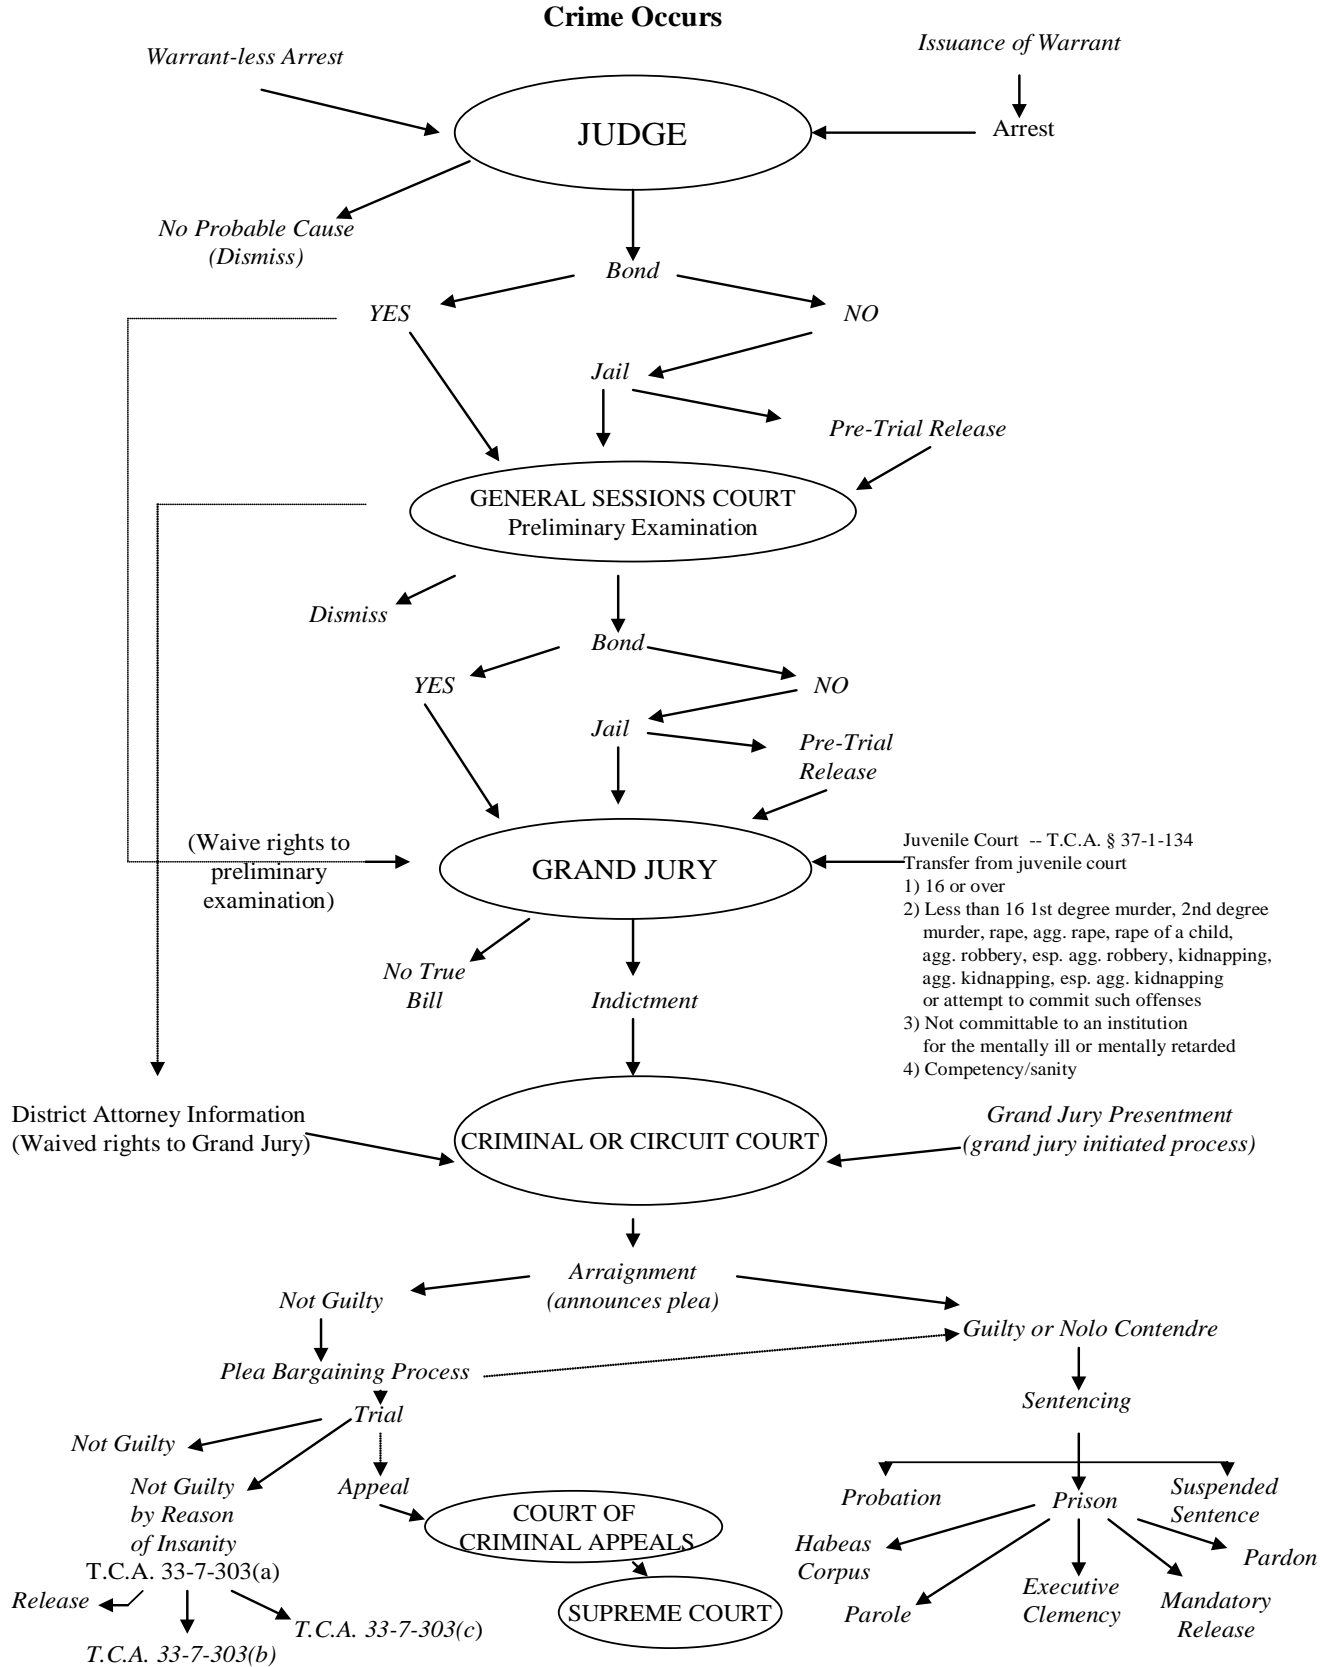 Crime Occurs
Warrant-less Arrest
Issuance of Warrant
JUDGE
Arrest
No Probable Cause
(Dismiss)
Bond
YES
NO
Jail
Pre-Trial Release
GENERAL SESSIONS COURT
Preliminary Examination
Dismiss
Bond
YES
NO
Jail
Pre-Trial
Release
(Waive rights to
preliminary
examination)
GRAND JURY
Juvenile Court -- T.C.A. § 37-1-134
Transfer from juvenile court
1) 16 or over
2) Less than 16 1st degree murder, 2nd degree
murder, rape, agg. rape, rape of a child,
agg. robbery, esp. agg. robbery, kidnapping,
agg. kidnapping, esp. agg. kidnapping
or attempt to commit such offenses
3) Not committable to an institution
for the mentally ill or mentally retarded
4) Competency/sanity
No True
Bill
Indictment
District Attorney Information
(Waived rights to Grand Jury)
CRIMINAL OR CIRCUIT COURT
Grand Jury Presentment
(grand jury initiated process)
Arraignment
(announces plea)
Not Guilty
Guilty or Nolo Contendre
Plea Bargaining Process
Sentencing
Trial
Not Guilty
Not Guilty
by Reason
of Insanity
T.C.A. 33-7-303(a)
Appeal
COURT OF
CRIMINAL APPEALS
SUPREME COURT
Release
T.C.A. 33-7-303(b)
T.C.A. 33-7-303(c)
Probation
Prison
Suspended
Sentence
Habeas
Corpus
Parole
Executive
Clemency
Mandatory
Release
Pardon